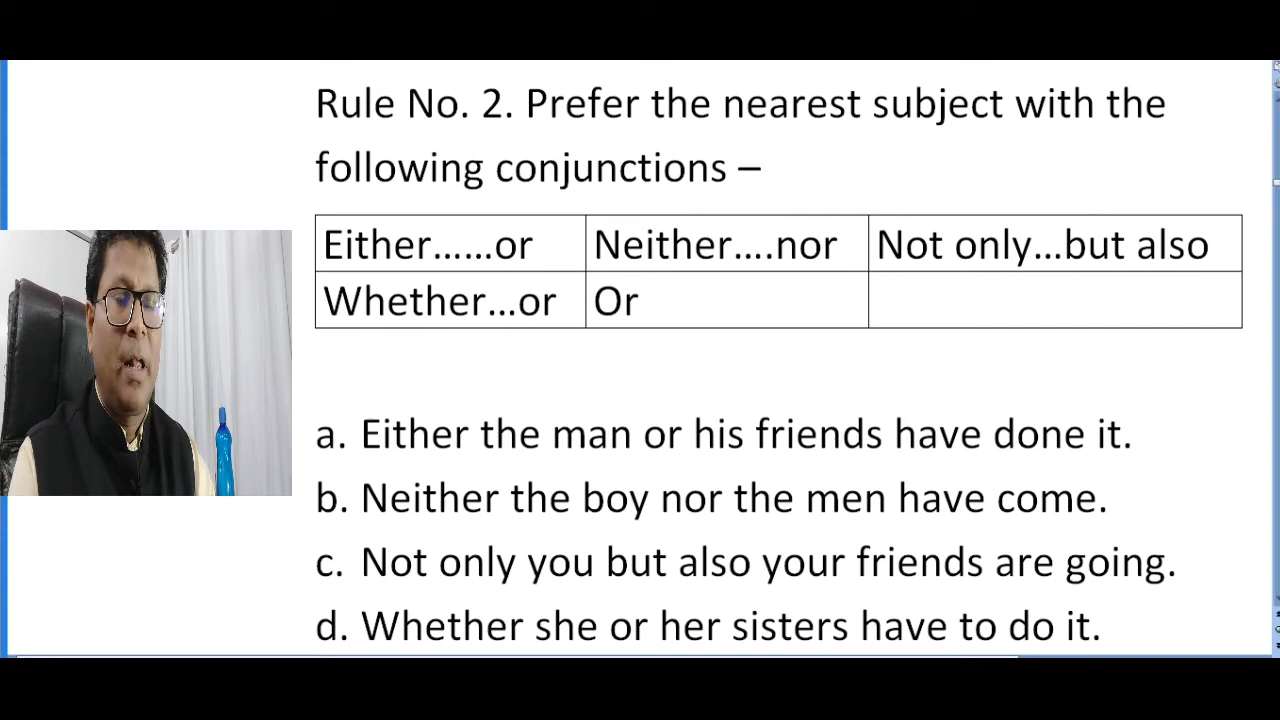 Rule No. 2. Prefer the nearest subject with the
following conjunctions –
Either……or Neither….nor Not only…but also
Whether…or Or
a. Either the man or his friends have done it.
b. Neither the boy nor the men have come.
c. Not only you but also your friends are going.
d. Whether she or her sisters have to do it.